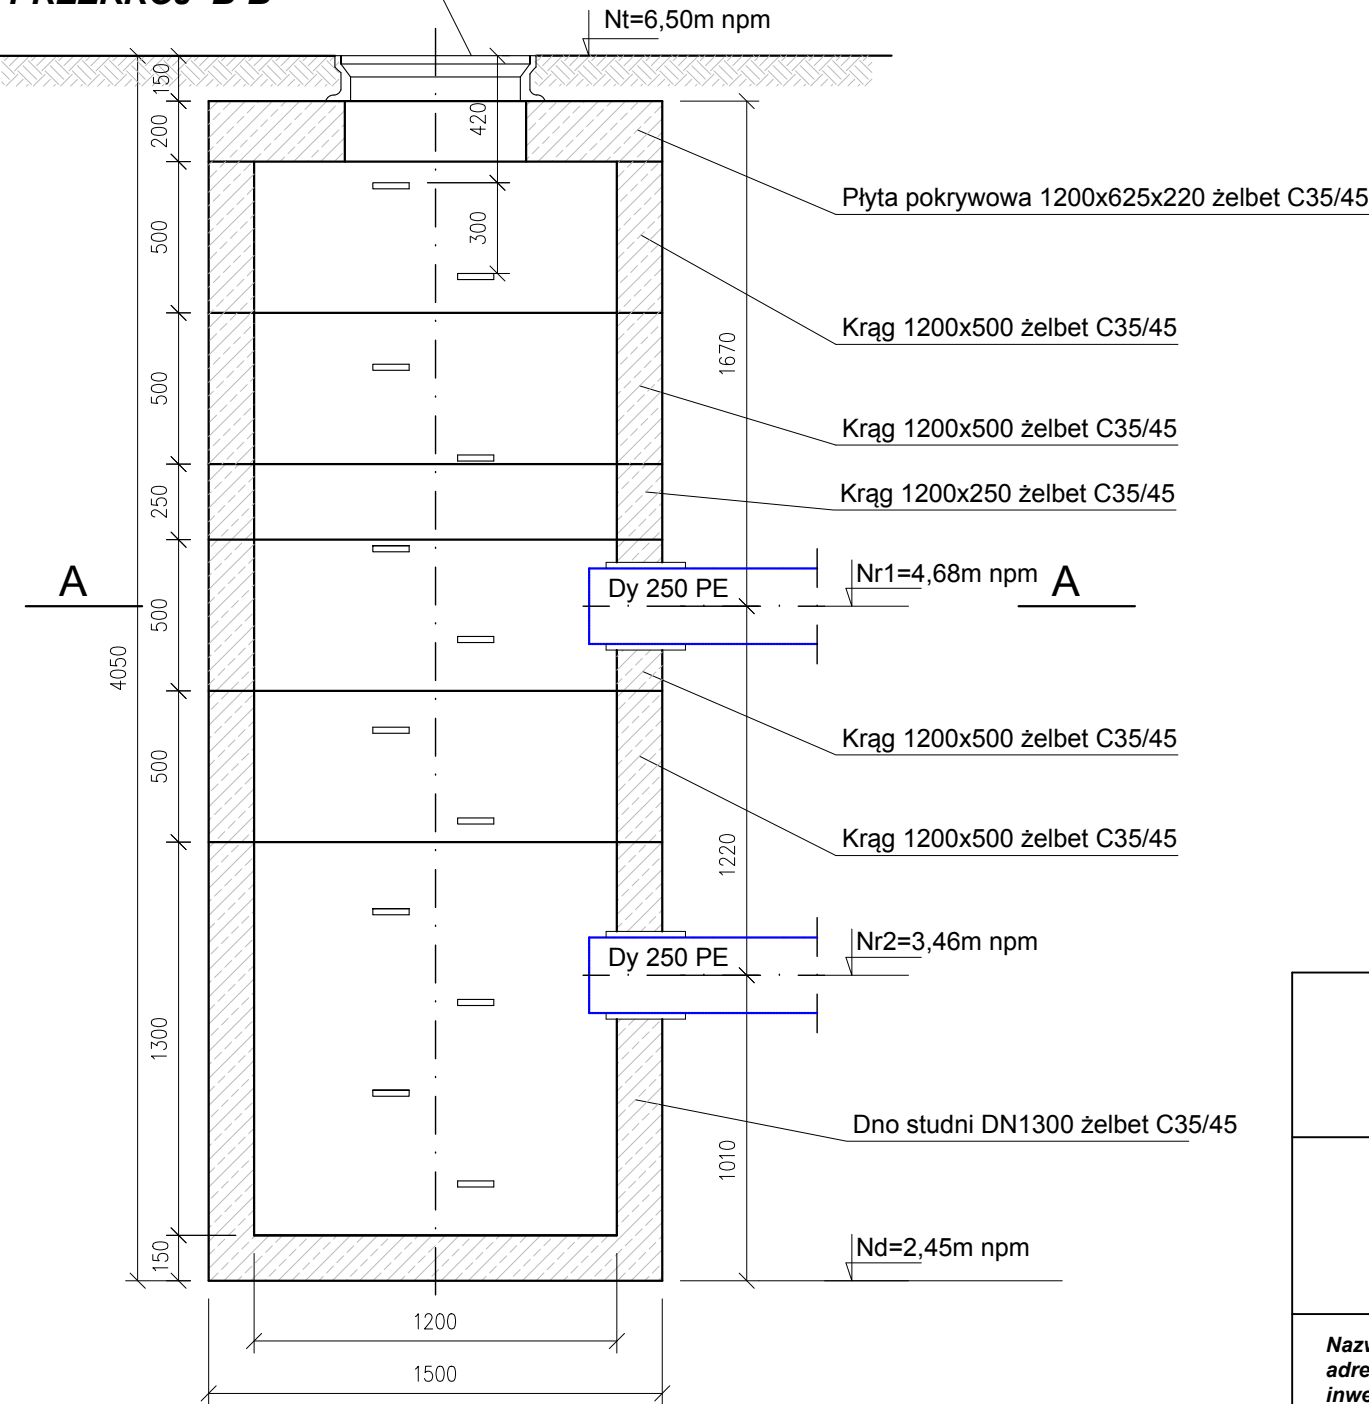 PRZEKRÓJ B-B
Nt=6,50m npm
150
200
420
500
300
Płyta pokrywowa 1200x625x220 żelbet C35/45
Krąg 1200x500 żelbet C35/45
500
1670
Krąg 1200x500 żelbet C35/45
250
Krąg 1200x250 żelbet C35/45
A
Dy 250 PE
Nr1=4,68m npm
A
500
4050
Krąg 1200x500 żelbet C35/45
500
Krąg 1200x500 żelbet C35/45
1220
Dy 250 PE
Nr2=3,46m npm
1300
Dno studni DN1300 żelbet C35/45
1010
150
Nd=2,45m npm
1200
1500